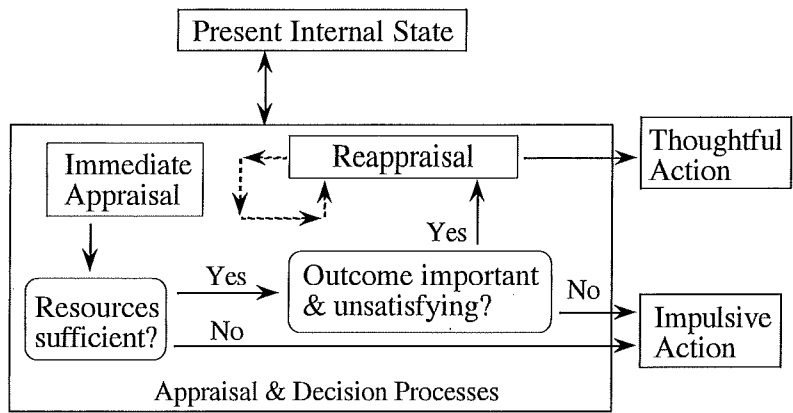 Present Internal State
Immediate
Appraisal
Reappraisal
Thoughtful
Action
Yes
Resources
sufficient?
Yes
Outcome important
& unsatisfying?
No
No
Impulsive
Action
Appraisal & Decision Processes